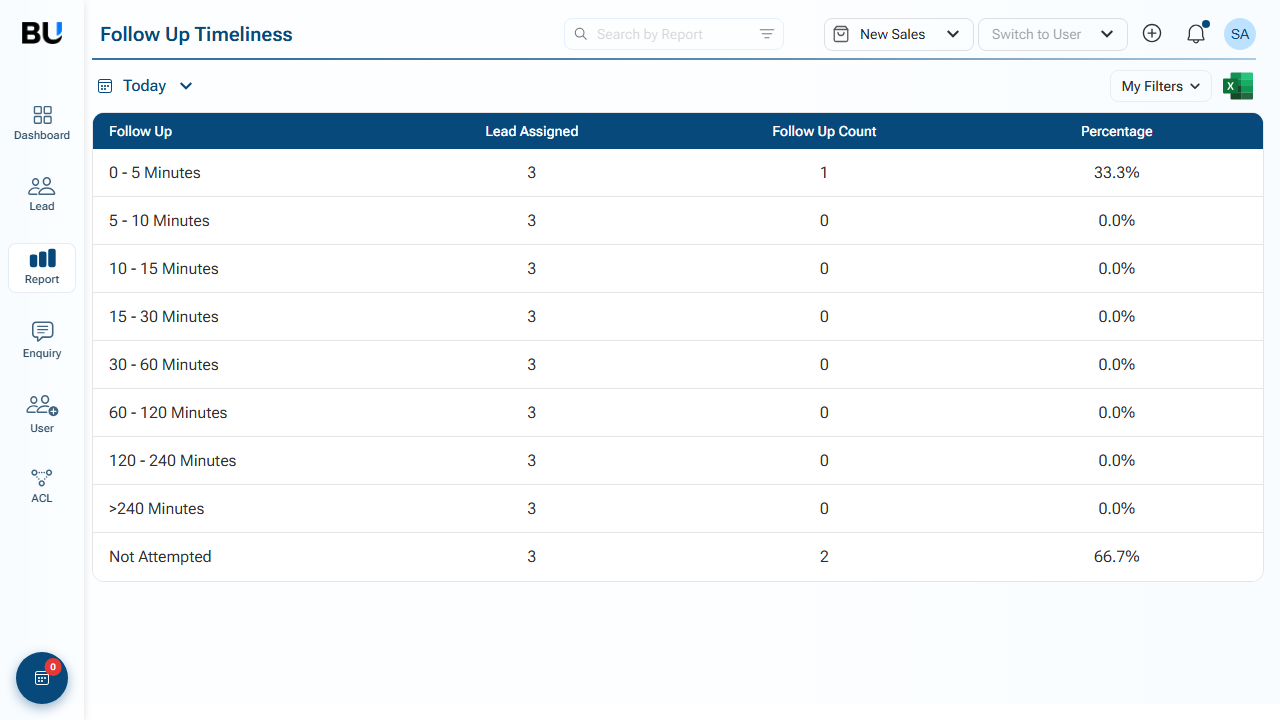 BU
Follow Up Timeliness
Search by Report
New Sales
Switch to User
SA
Today
My Filters
X
Dashboard
Lead
Report
Enquiry
User
ACL
0
Follow Up Lead Assigned Follow Up Count Percentage
0 - 5 Minutes 3 1 33.3%
5 - 10 Minutes 3 0 0.0%
10 - 15 Minutes 3 0 0.0%
15 - 30 Minutes 3 0 0.0%
30 - 60 Minutes 3 0 0.0%
60 - 120 Minutes 3 0 0.0%
120 - 240 Minutes 3 0 0.0%
>240 Minutes 3 0 0.0%
Not Attempted 3 2 66.7%